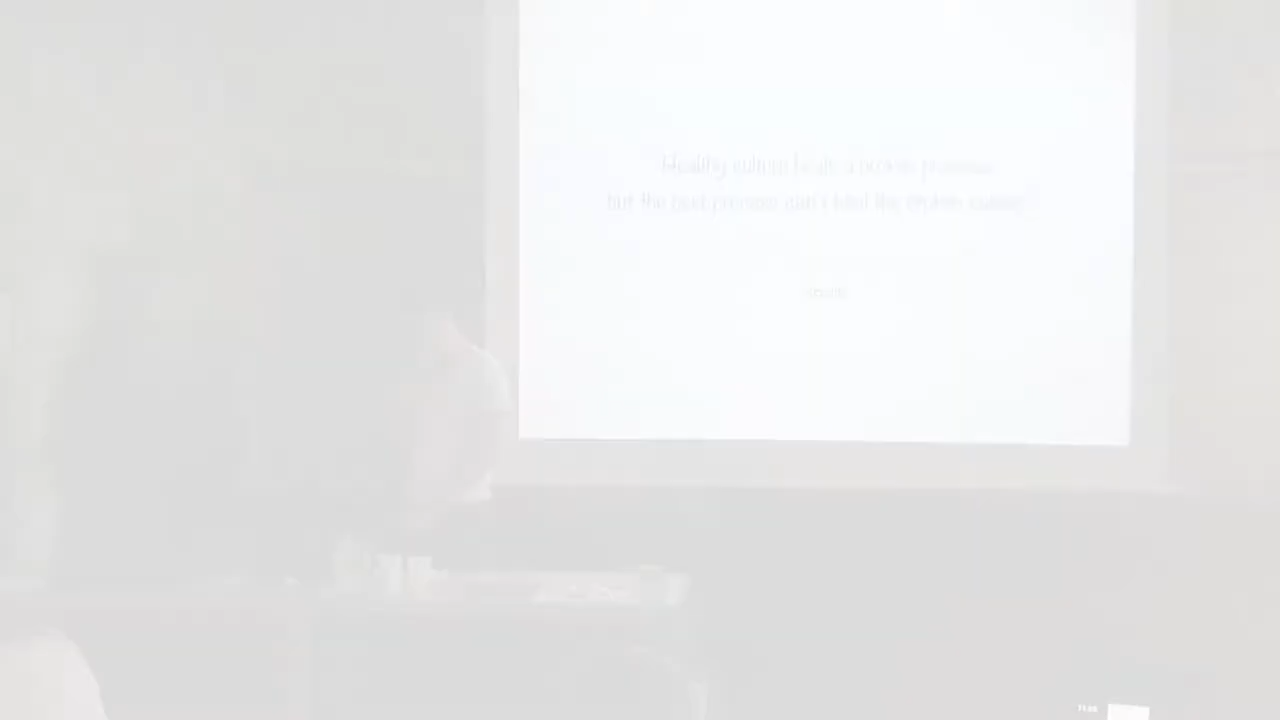 Healthy culture heals a broken process,
but the best process can't heal the broken culture